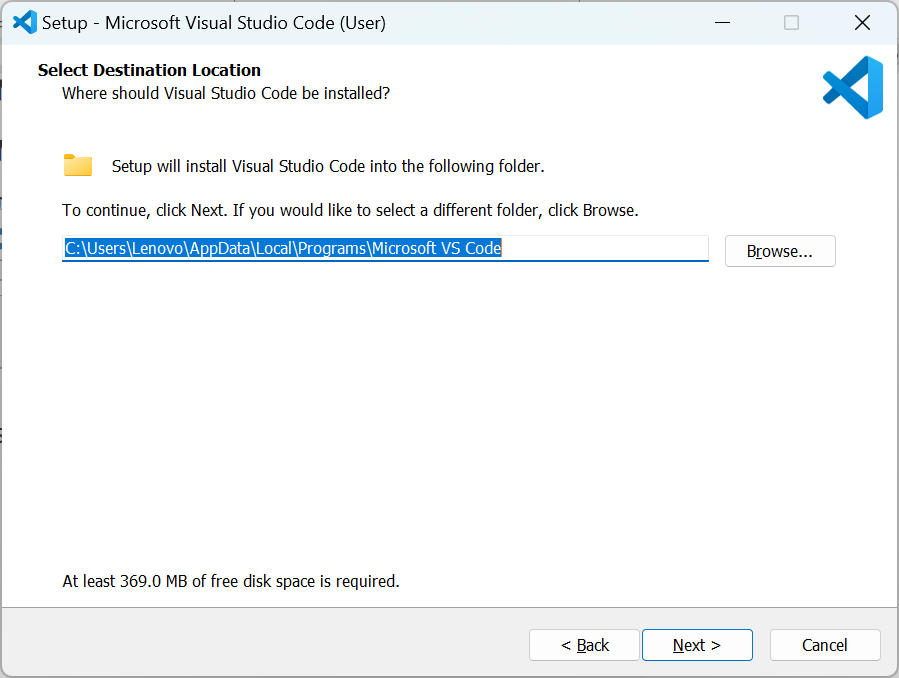 Setup - Microsoft Visual Studio Code (User)
Select Destination Location
Where should Visual Studio Code be installed?
Setup will install Visual Studio Code into the following folder.
To continue, click Next. If you would like to select a different folder, click Browse.
C:\Users\Lenovo\AppData\Local\Programs\Microsoft VS Code
Browse...
At least 369.0 MB of free disk space is required.
< Back
Next >
Cancel